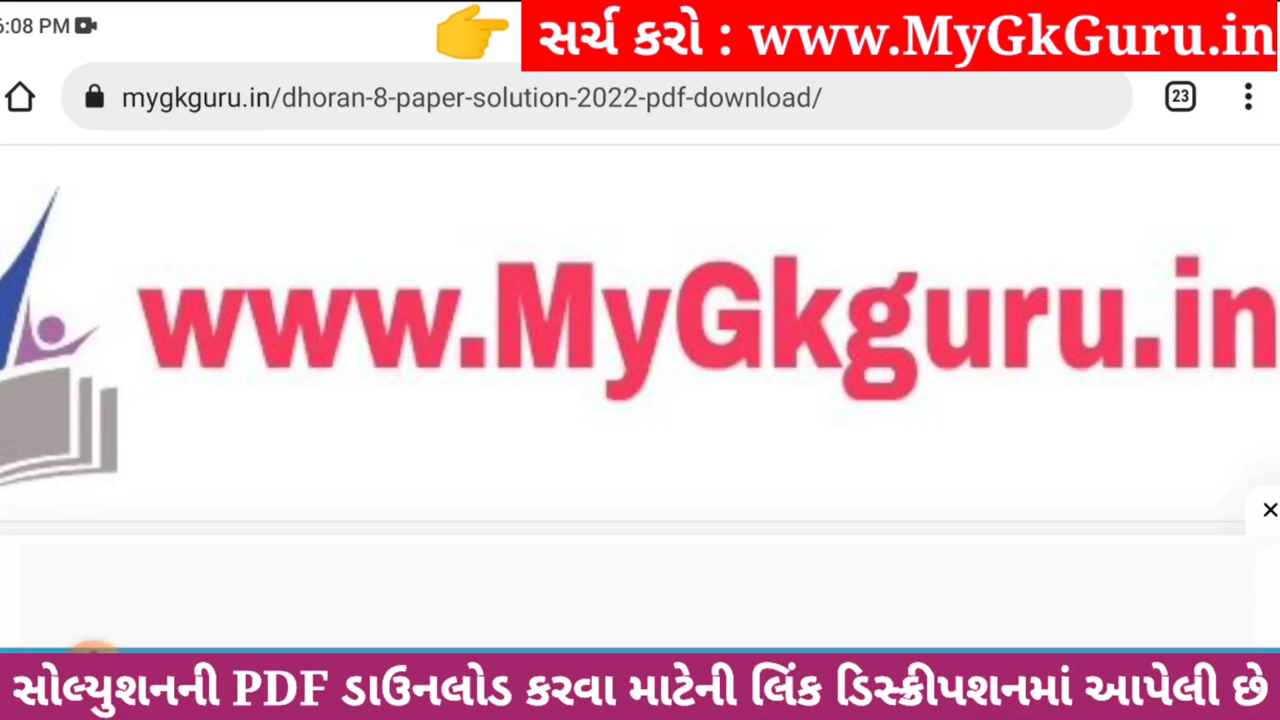 6:08 PM
👉 સર્ચ કરો : www.MyGkGuru.in
mygkguru.in/dhoran-8-paper-solution-2022-pdf-download/
23
www.MyGkguru.in
સોલ્યુશનની PDF ડાઉનલોડ કરવા માટેની લિંક ડિસ્ક્રીપશનમાં આપેલી છે